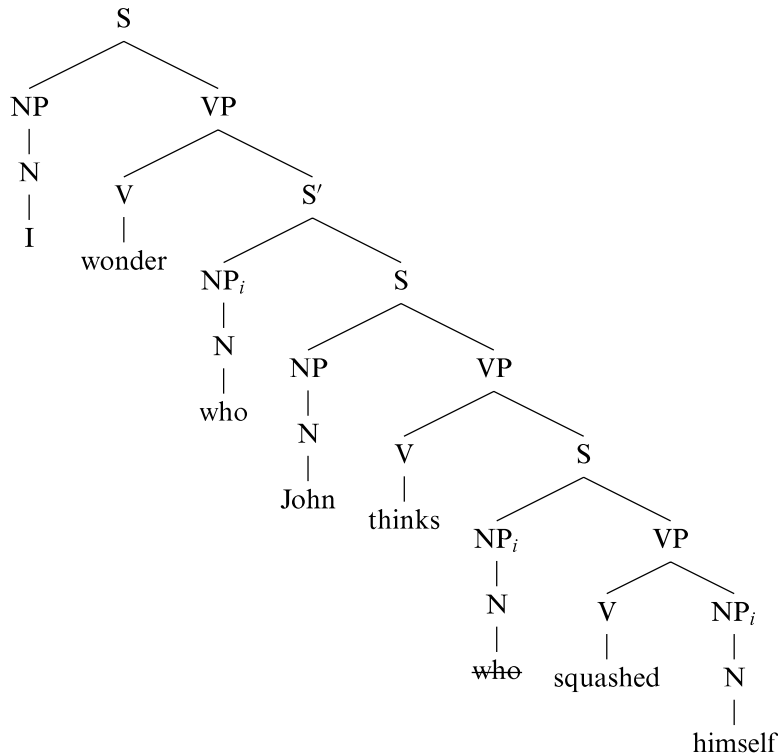 S
NP VP
N
V S′
I
wonder
NPᵢ S
N
NP VP
who
N
V S
John
thinks
NPᵢ VP
N
V NPᵢ
who
squashed
N
himself